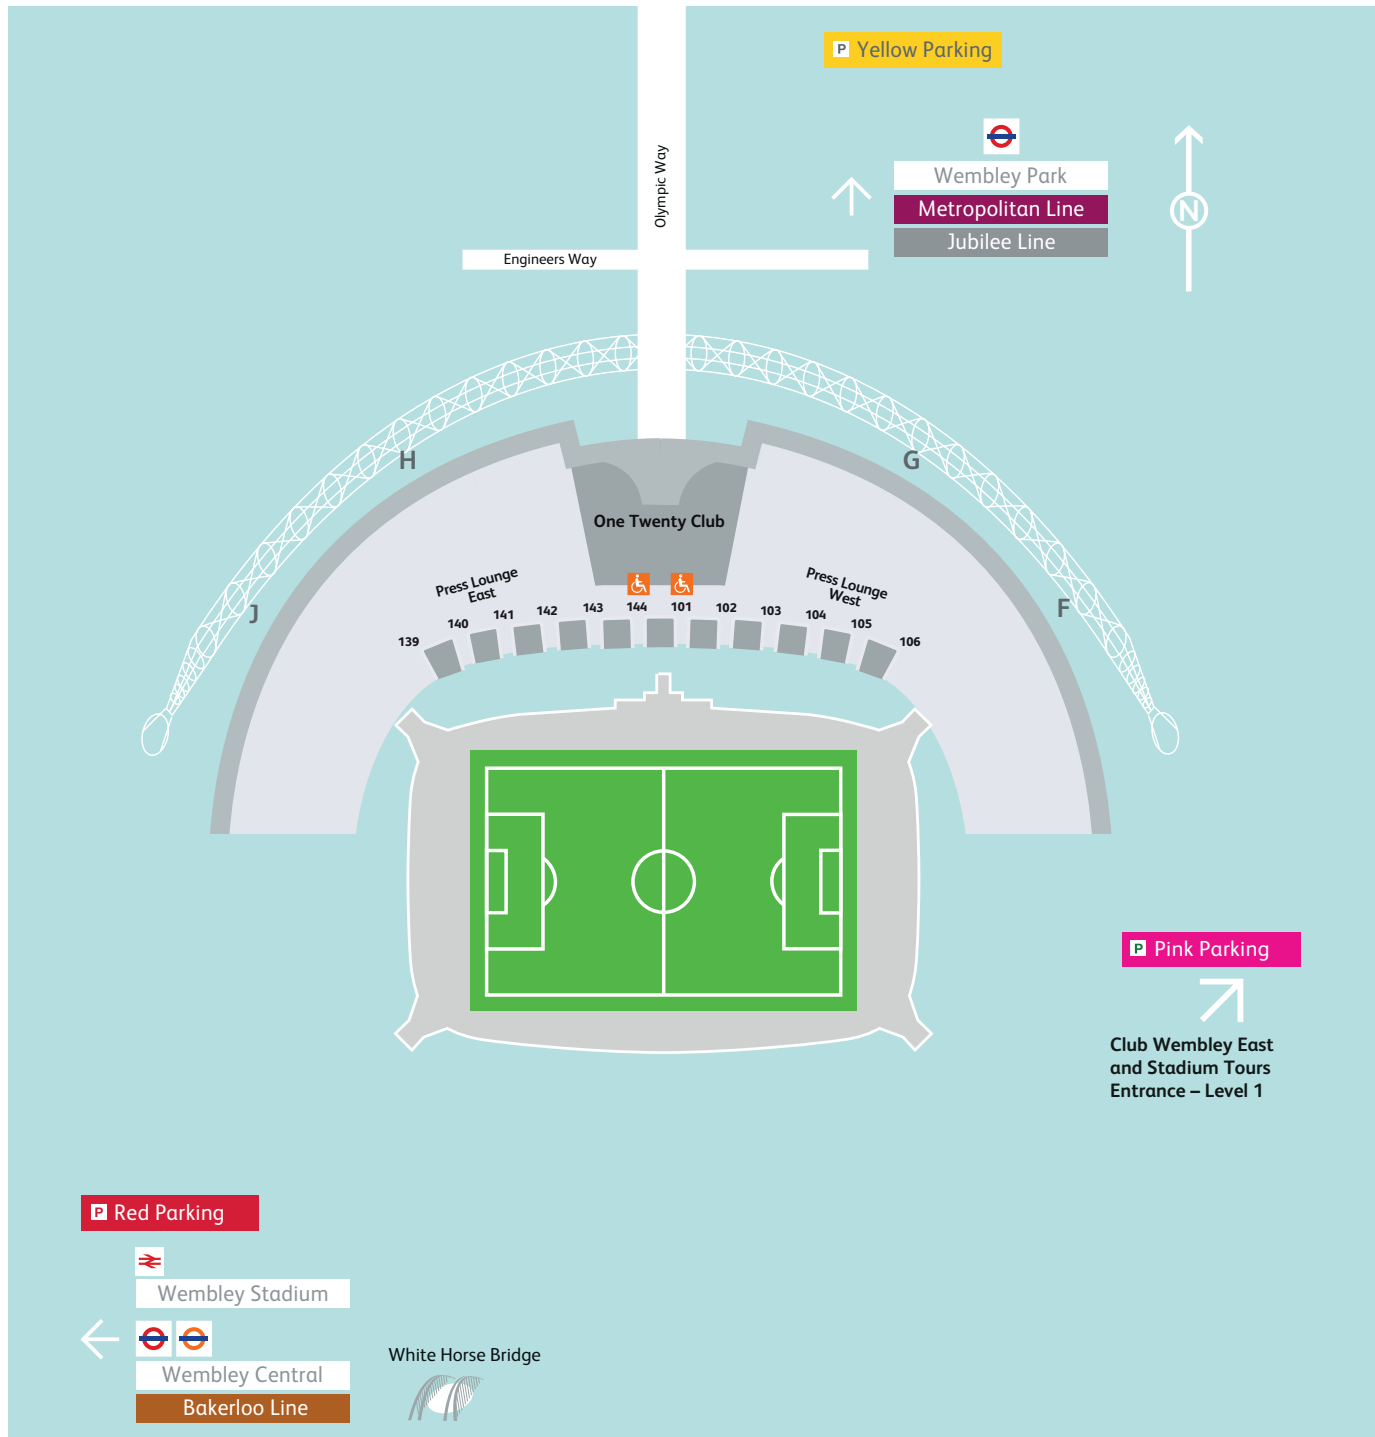 P Yellow Parking
Olympic Way
Wembley Park
Metropolitan Line
Jubilee Line
N
Engineers Way
H
G
One Twenty Club
Press Lounge
East
Press Lounge
West
J
F
139
140
141
142
143
144
101
102
103
104
105
106
P Pink Parking
Club Wembley East
and Stadium Tours
Entrance – Level 1
P Red Parking
Wembley Stadium
Wembley Central
Bakerloo Line
White Horse Bridge